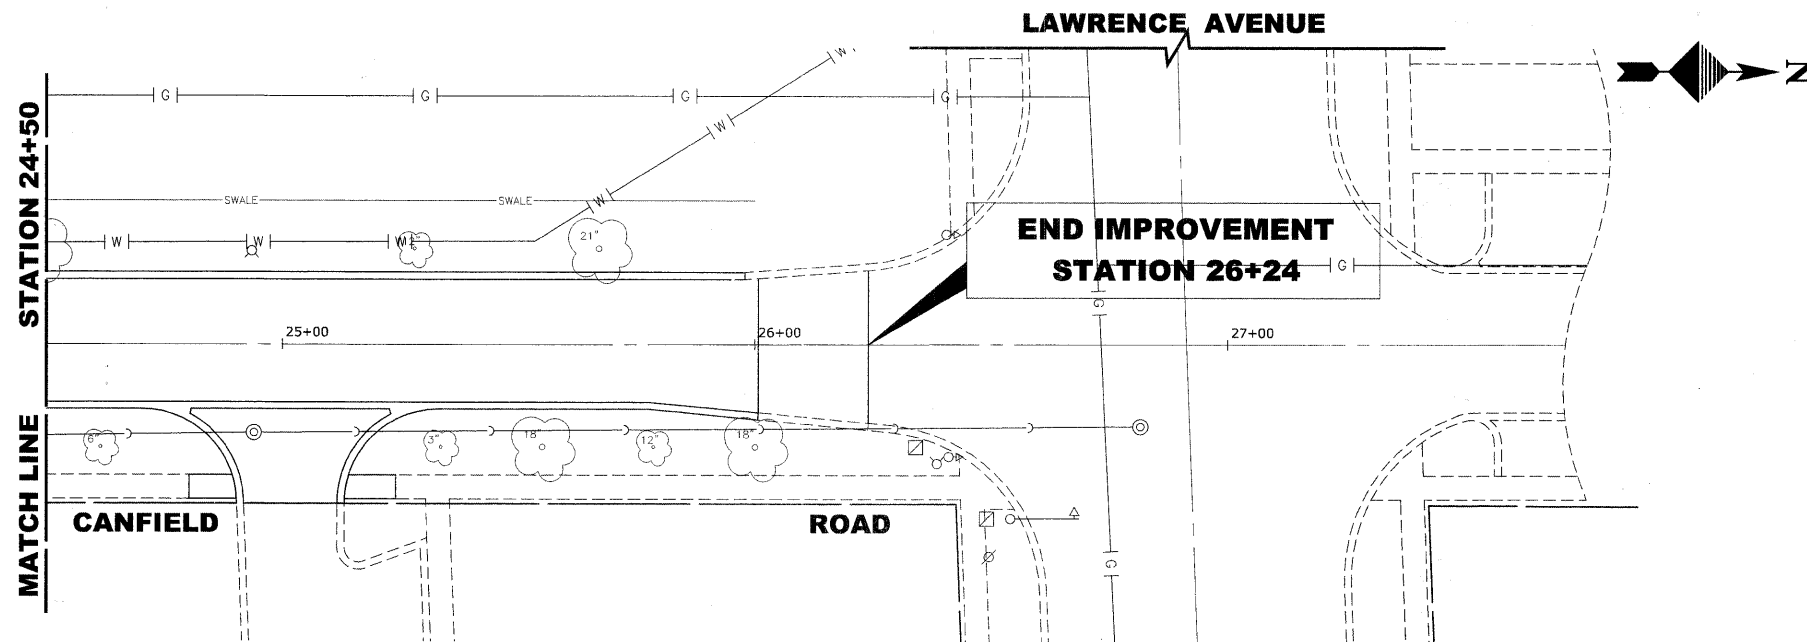 LAWRENCE AVENUE
N
STATION 24+50
MATCH LINE
G G G G
W
W
W
SWALE SWALE
W W W
21"
END IMPROVEMENT
STATION 26+24
G
G
25+00 26+00 27+00
6" 3" 18" 12" 18"
CANFIELD ROAD
G